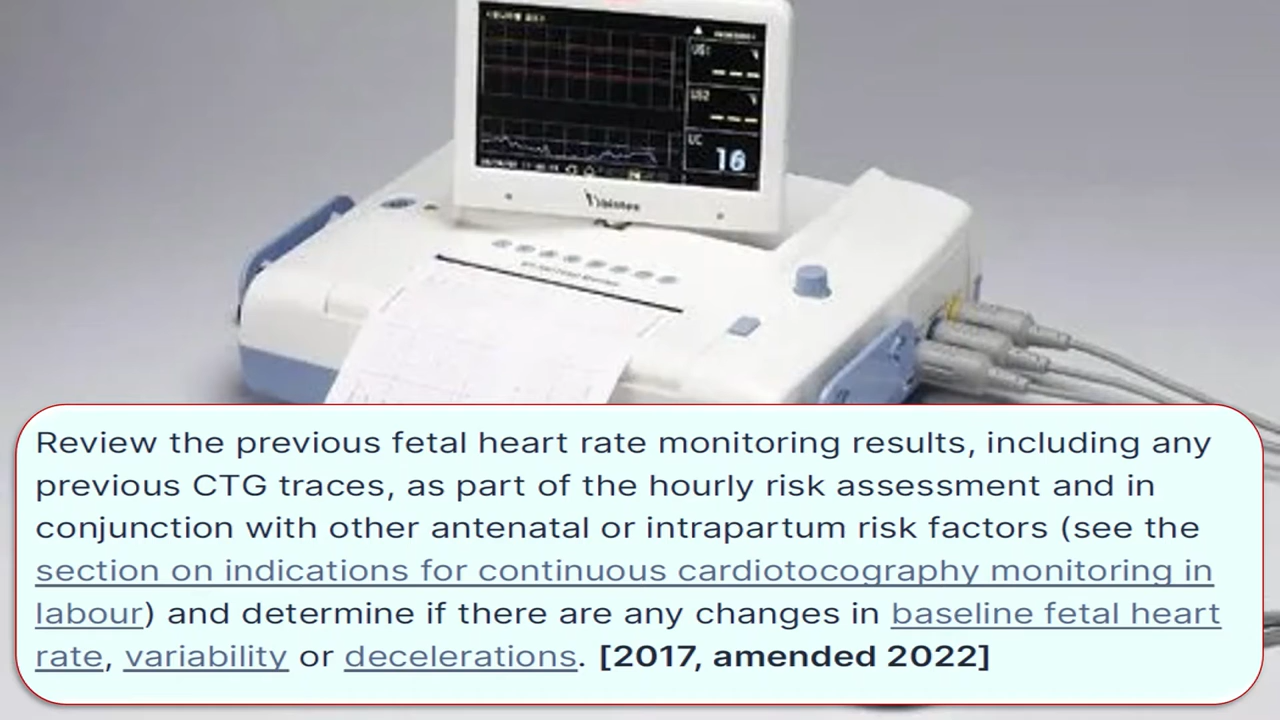 US1
US2
UC
16
Review the previous fetal heart rate monitoring results, including any
previous CTG traces, as part of the hourly risk assessment and in
conjunction with other antenatal or intrapartum risk factors (see the
section on indications for continuous cardiotocography monitoring in
labour) and determine if there are any changes in baseline fetal heart
rate, variability or decelerations. [2017, amended 2022]